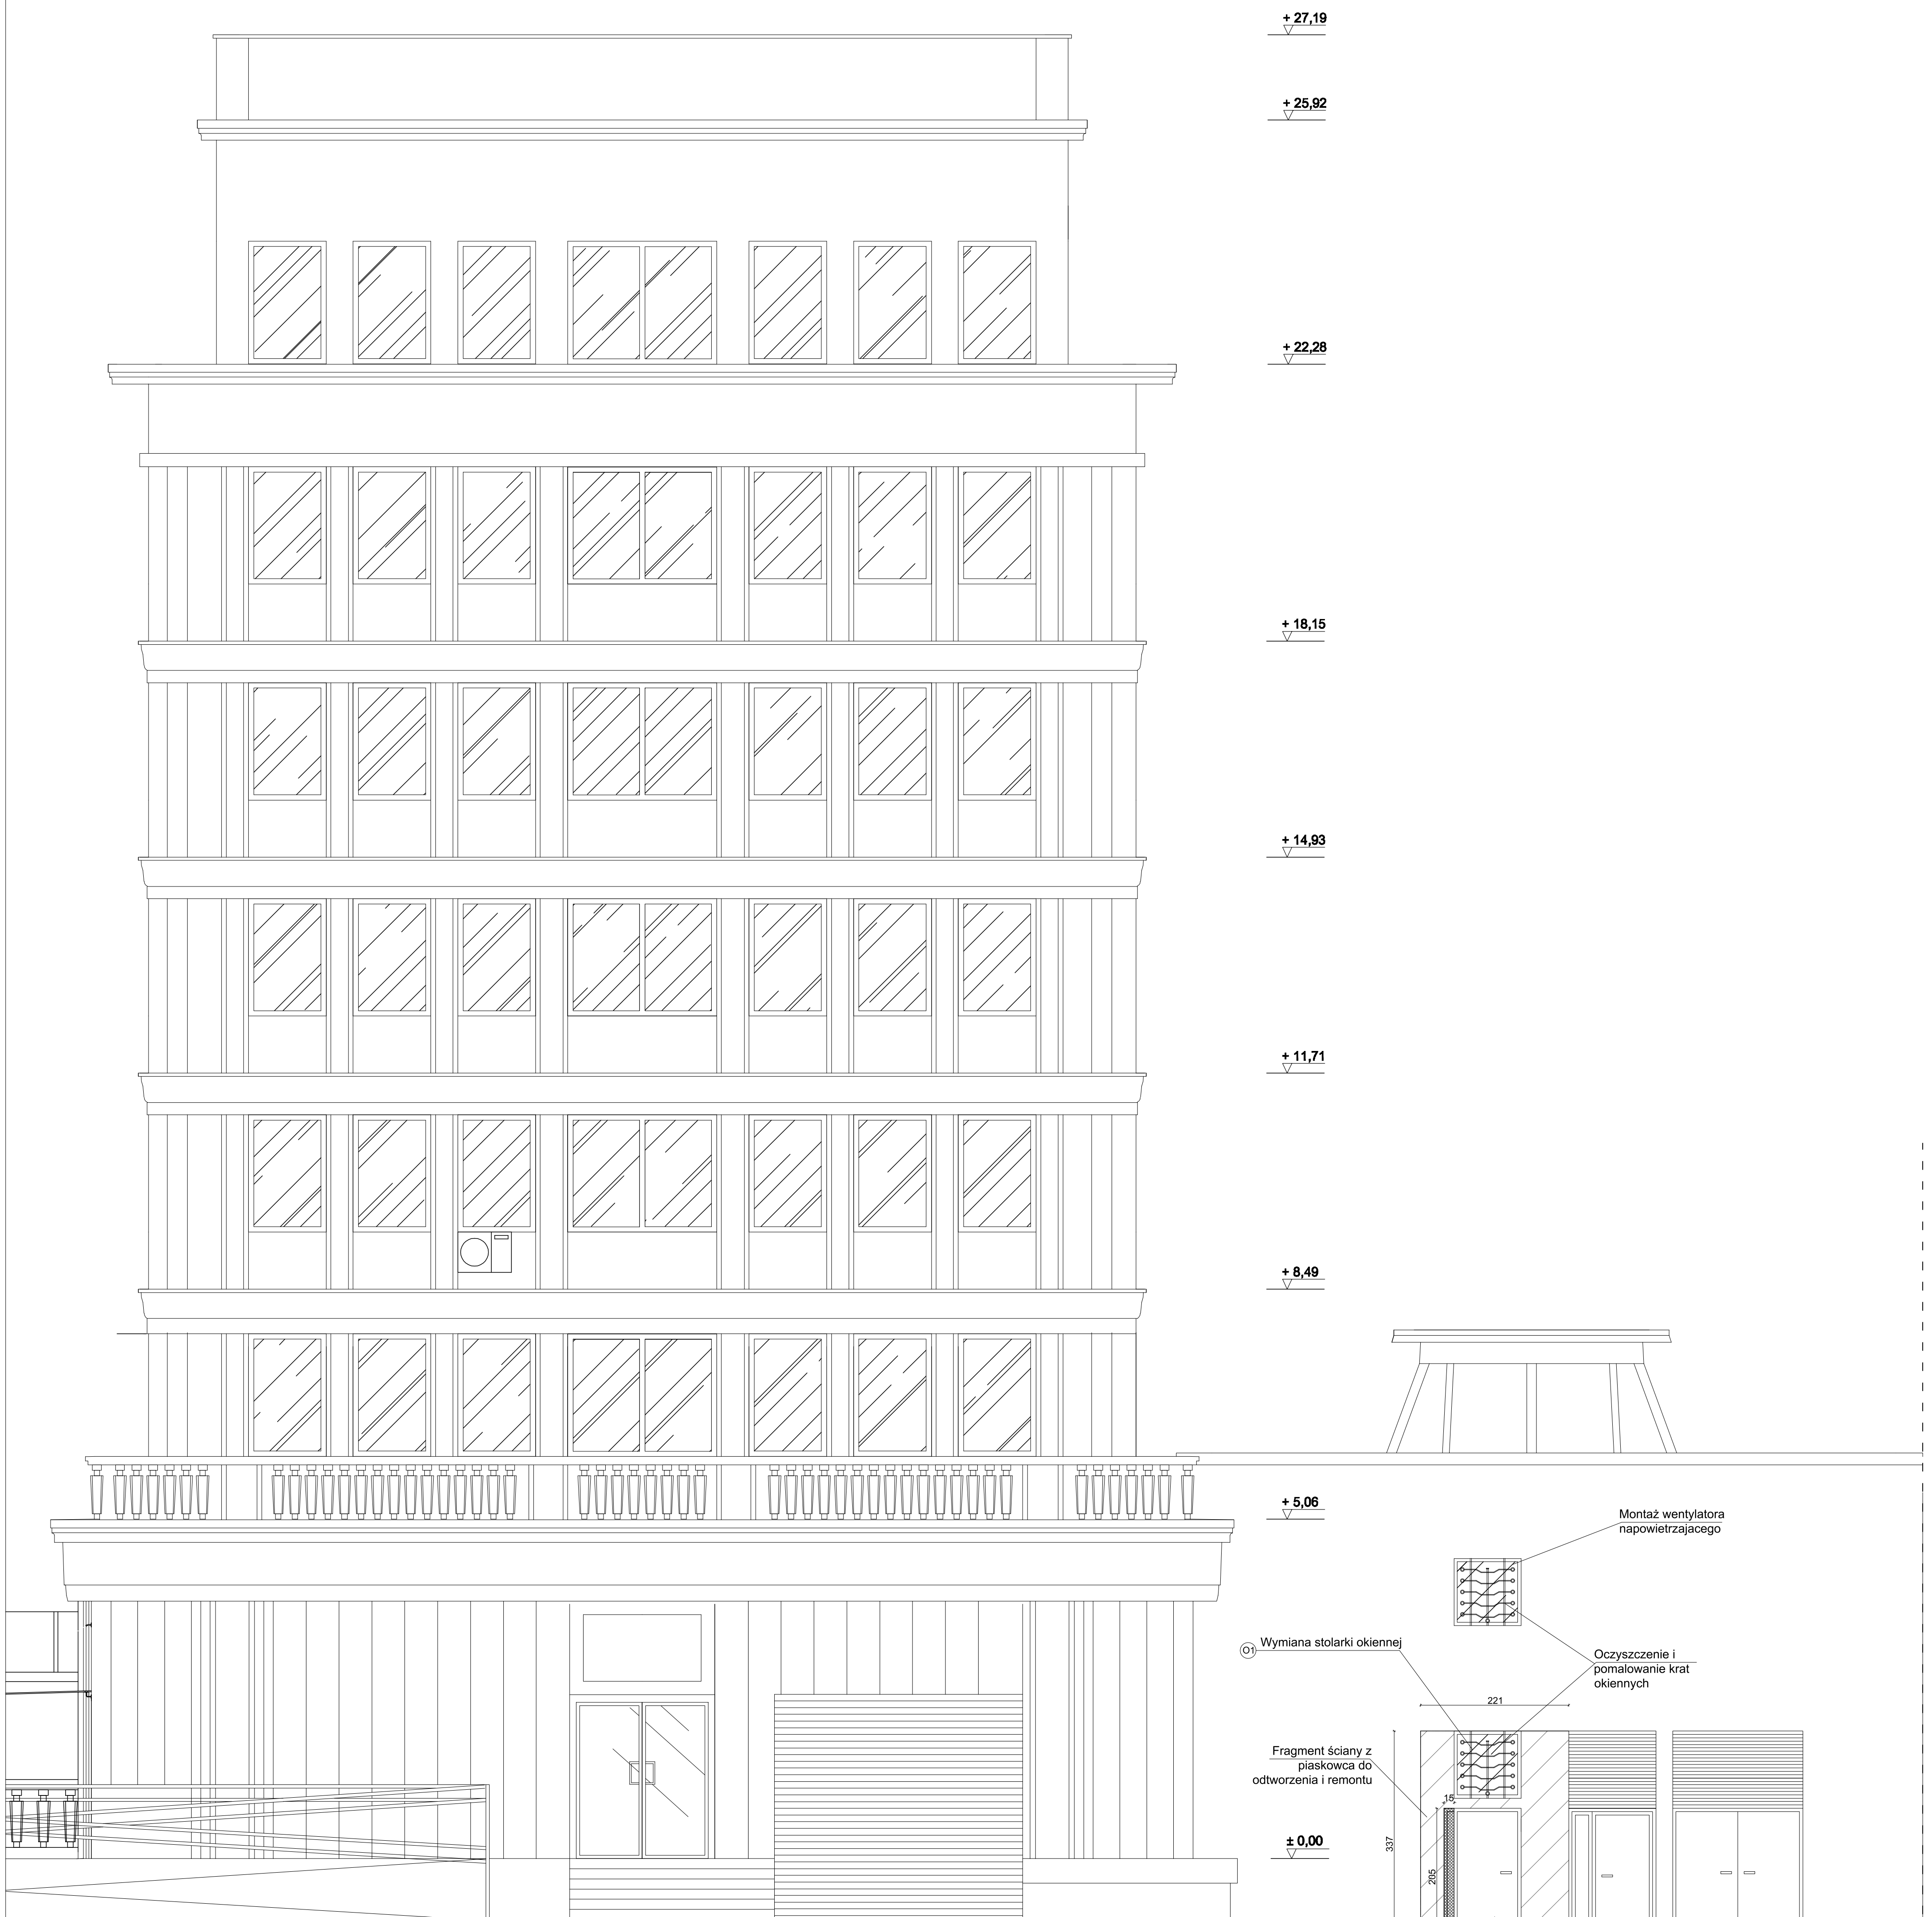 + 27,19
+ 25,92
+ 22,28
+ 18,15
+ 14,93
+ 11,71
+ 8,49
+ 5,06
Montaż wentylatora
napowietrzajacego
O1
Wymiana stolarki okiennej
Oczyszczenie i
pomalowanie krat
okiennych
221
Fragment ściany z
piaskowca do
odtworzenia i remontu
15
± 0,00
337
205